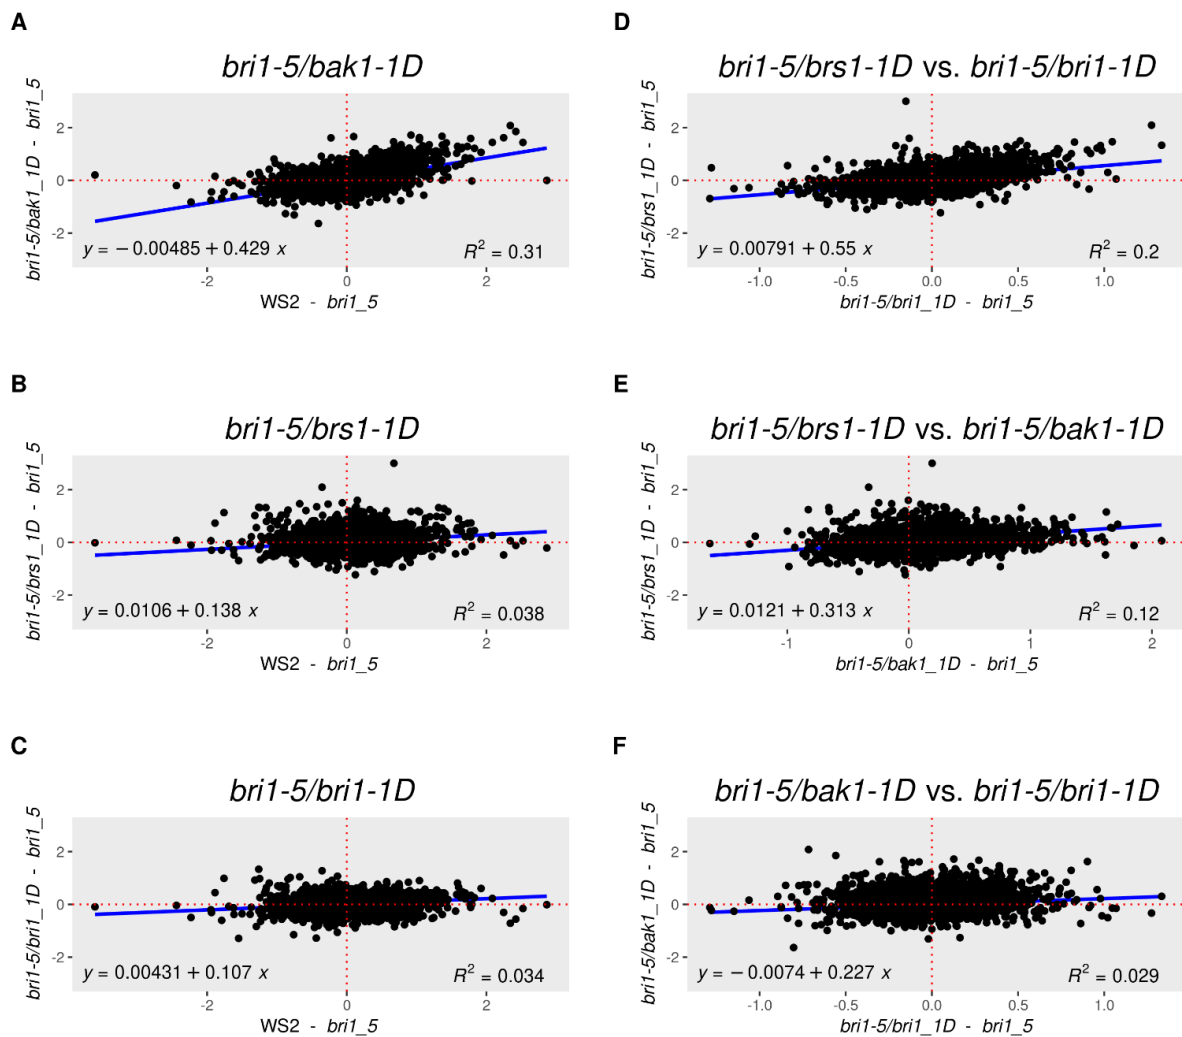 A
bri1-5/bak1-1D
bri1-5/bak1_1D - bri1_5
2
0
-2
y = − 0.00485 + 0.429 x
R² = 0.31
-2
0
2
WS2 - bri1_5
B
bri1-5/brs1-1D
bri1-5/brs1_1D - bri1_5
2
0
-2
y = 0.0106 + 0.138 x
R² = 0.038
-2
0
2
WS2 - bri1_5
C
bri1-5/bri1-1D
bri1-5/bri1_1D - bri1_5
2
0
-2
y = 0.00431 + 0.107 x
R² = 0.034
-2
0
2
WS2 - bri1_5
D
bri1-5/brs1-1D vs. bri1-5/bri-1D
bri1-5/brs1_1D - bri1_5
2
0
-2
y = 0.00791 + 0.55 x
R² = 0.2
-1.0
-0.5
0.0
0.5
1.0
bri1-5/bri1_1D - bri1_5
E
bri1-5/brs1-1D vs. bri1-5/bak1-1D
bri1-5/brs1_1D - bri1_5
2
0
-2
y = 0.0121 + 0.313 x
R² = 0.12
-1
0
1
2
bri1-5/bak1_1D - bri1_5
F
bri1-5/bak1-1D vs. bri1-5/bri1-1D
bri1-5/bak1_1D - bri1_5
2
0
-2
y = − 0.0074 + 0.227 x
R² = 0.029
-1.0
-0.5
0.0
0.5
1.0
bri1-5/bri1_1D - bri1_5